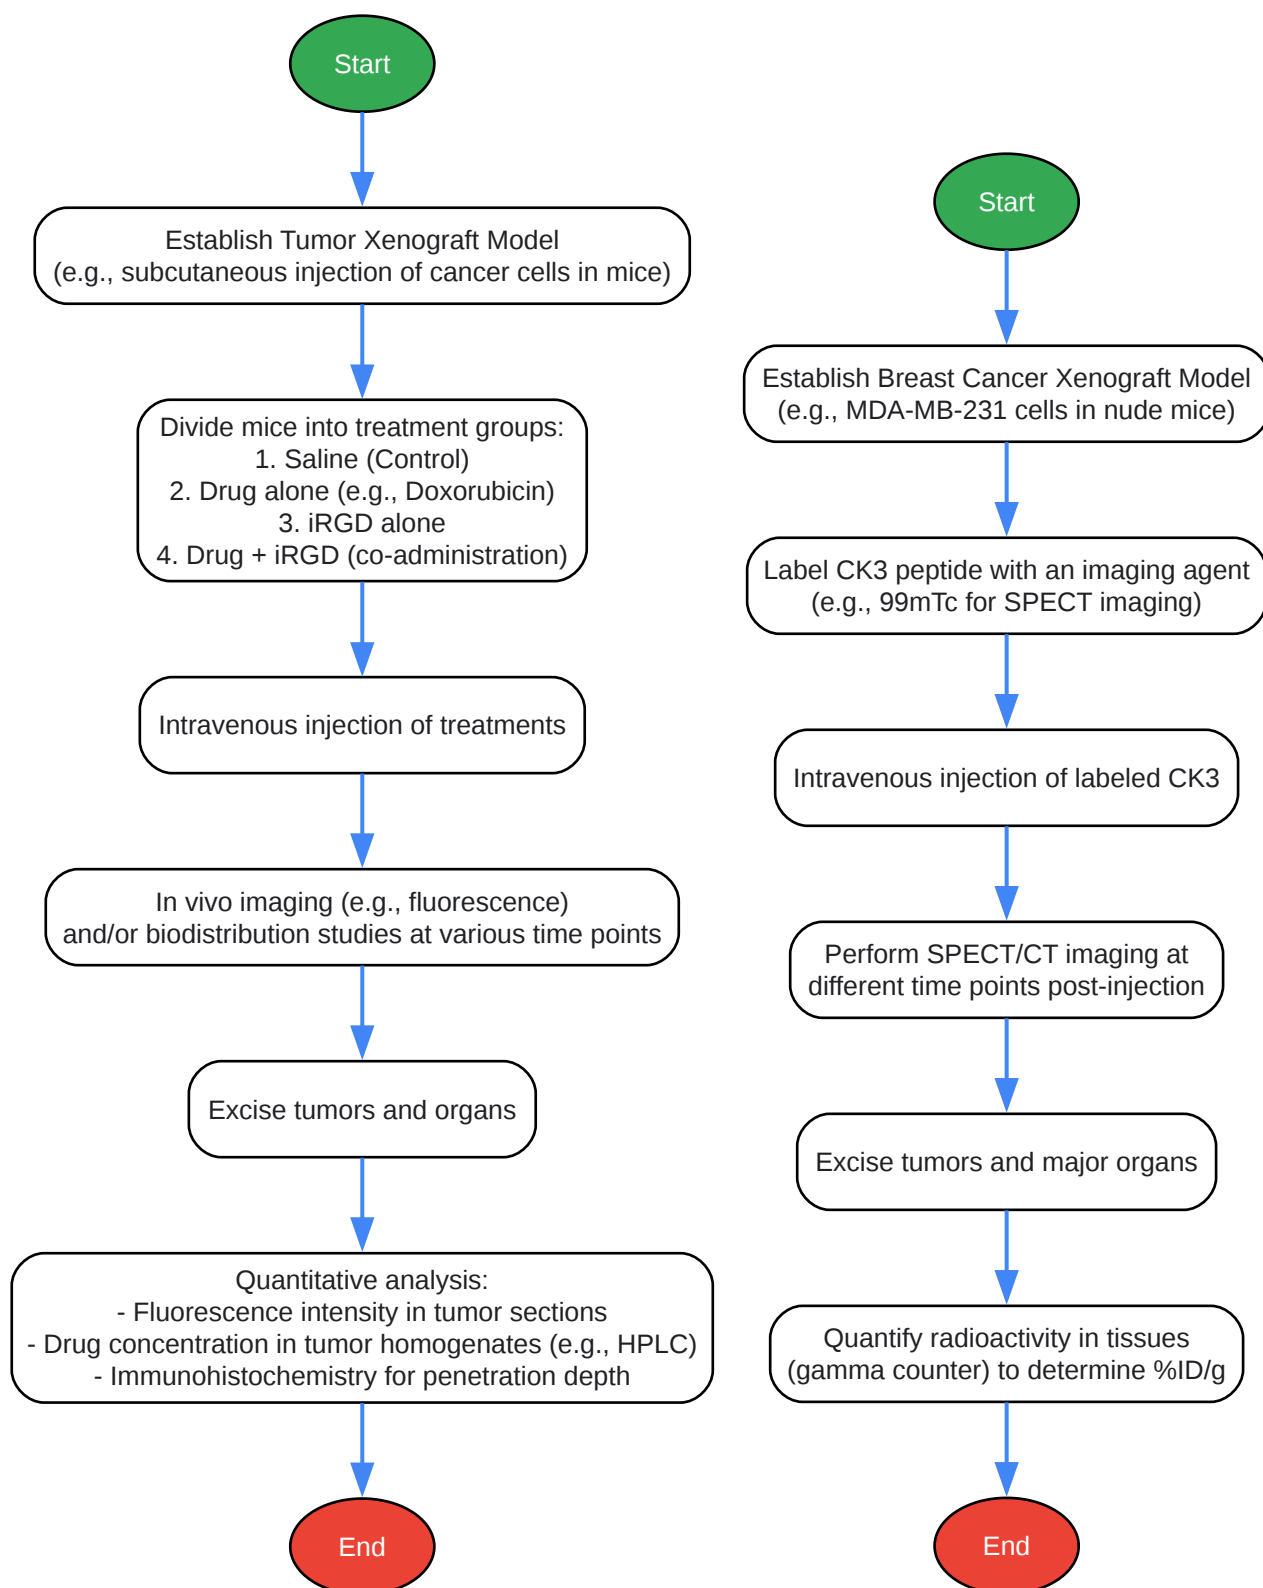 Start
Establish Tumor Xenograft Model
(e.g., subcutaneous injection of cancer cells in mice)
Divide mice into treatment groups:
1. Saline (Control)
2. Drug alone (e.g., Doxorubicin)
3. iRGD alone
4. Drug + iRGD (co-administration)
Intravenous injection of treatments
In vivo imaging (e.g., fluorescence)
and/or biodistribution studies at various time points
Excise tumors and organs
Quantitative analysis:
- Fluorescence intensity in tumor sections
- Drug concentration in tumor homogenates (e.g., HPLC)
- Immunohistochemistry for penetration depth
End
Start
Establish Breast Cancer Xenograft Model
(e.g., MDA-MB-231 cells in nude mice)
Label CK3 peptide with an imaging agent
(e.g., 99mTc for SPECT imaging)
Intravenous injection of labeled CK3
Perform SPECT/CT imaging at
different time points post-injection
Excise tumors and major organs
Quantify radioactivity in tissues
(gamma counter) to determine %ID/g
End